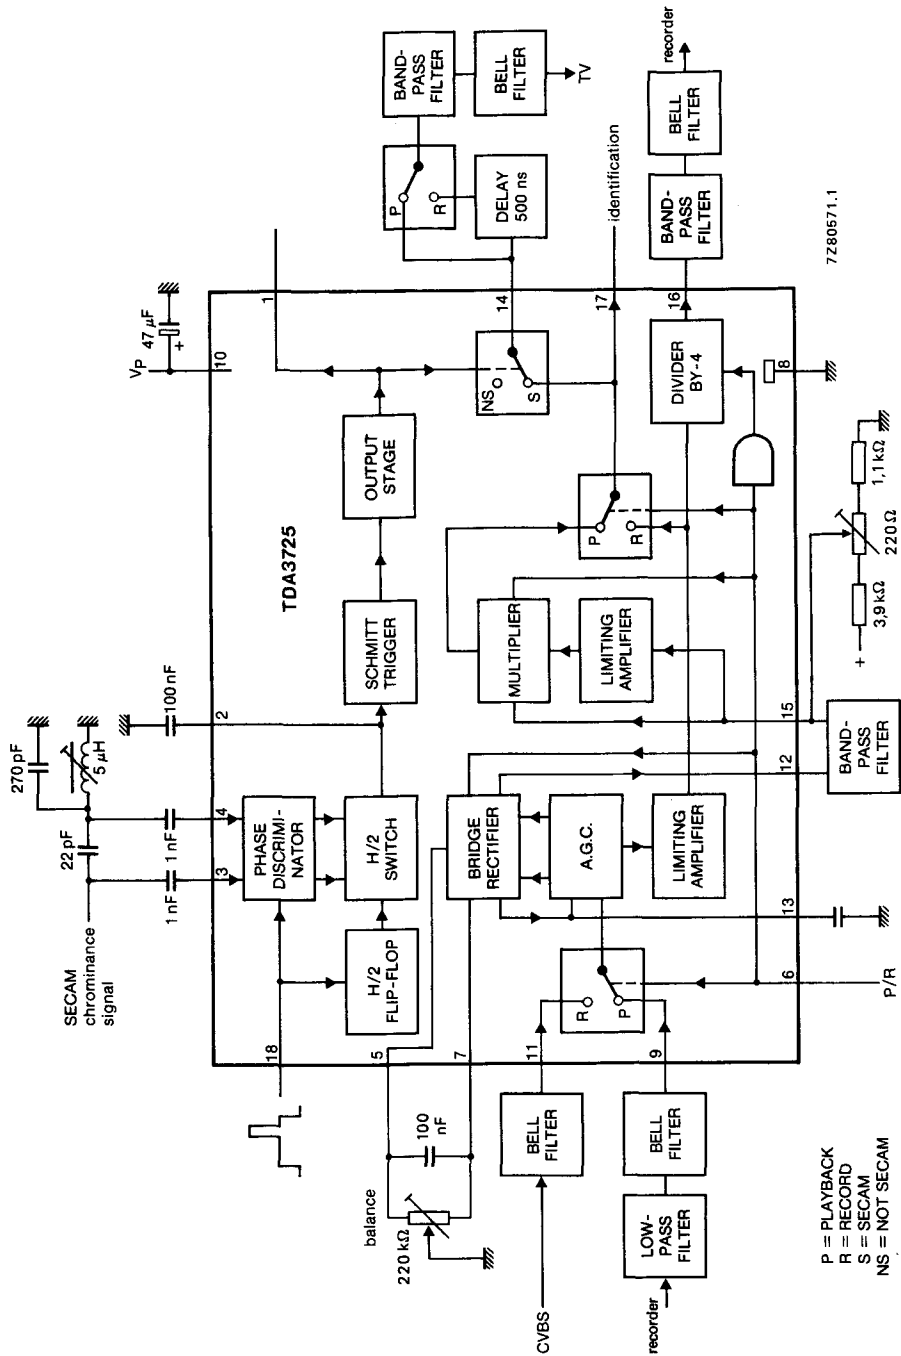 SECAM
chrominance
signal
22 pF
270 pF
5 µH
1 nF
1 nF
100 nF
VP
47 µF
+
18
3
4
2
10
1
TDA3725
PHASE
DISCRIMI-
NATOR
H/2
FLIP-FLOP
H/2
SWITCH
SCHMITT
TRIGGER
OUTPUT
STAGE
NS
S
14
P
R
DELAY
500 ns
BAND-
PASS
FILTER
BELL
FILTER
TV
balance
220 kΩ
100
nF
5
7
BRIDGE
RECTIFIER
A.G.C.
LIMITING
AMPLIFIER
MULTIPLIER
LIMITING
AMPLIFIER
P
R
17
identification
CVBS
BELL
FILTER
11
R
P
recorder
LOW-
PASS
FILTER
BELL
FILTER
9
DIVIDER
BY-4
16
BAND-
PASS
FILTER
BELL
FILTER
recorder
6
P/R
13
12
15
8
BAND-
PASS
FILTER
+
3,9 kΩ
220 Ω
1,1 kΩ
P = PLAYBACK
R = RECORD
S = SECAM
NS = NOT SECAM
7Z80571.1